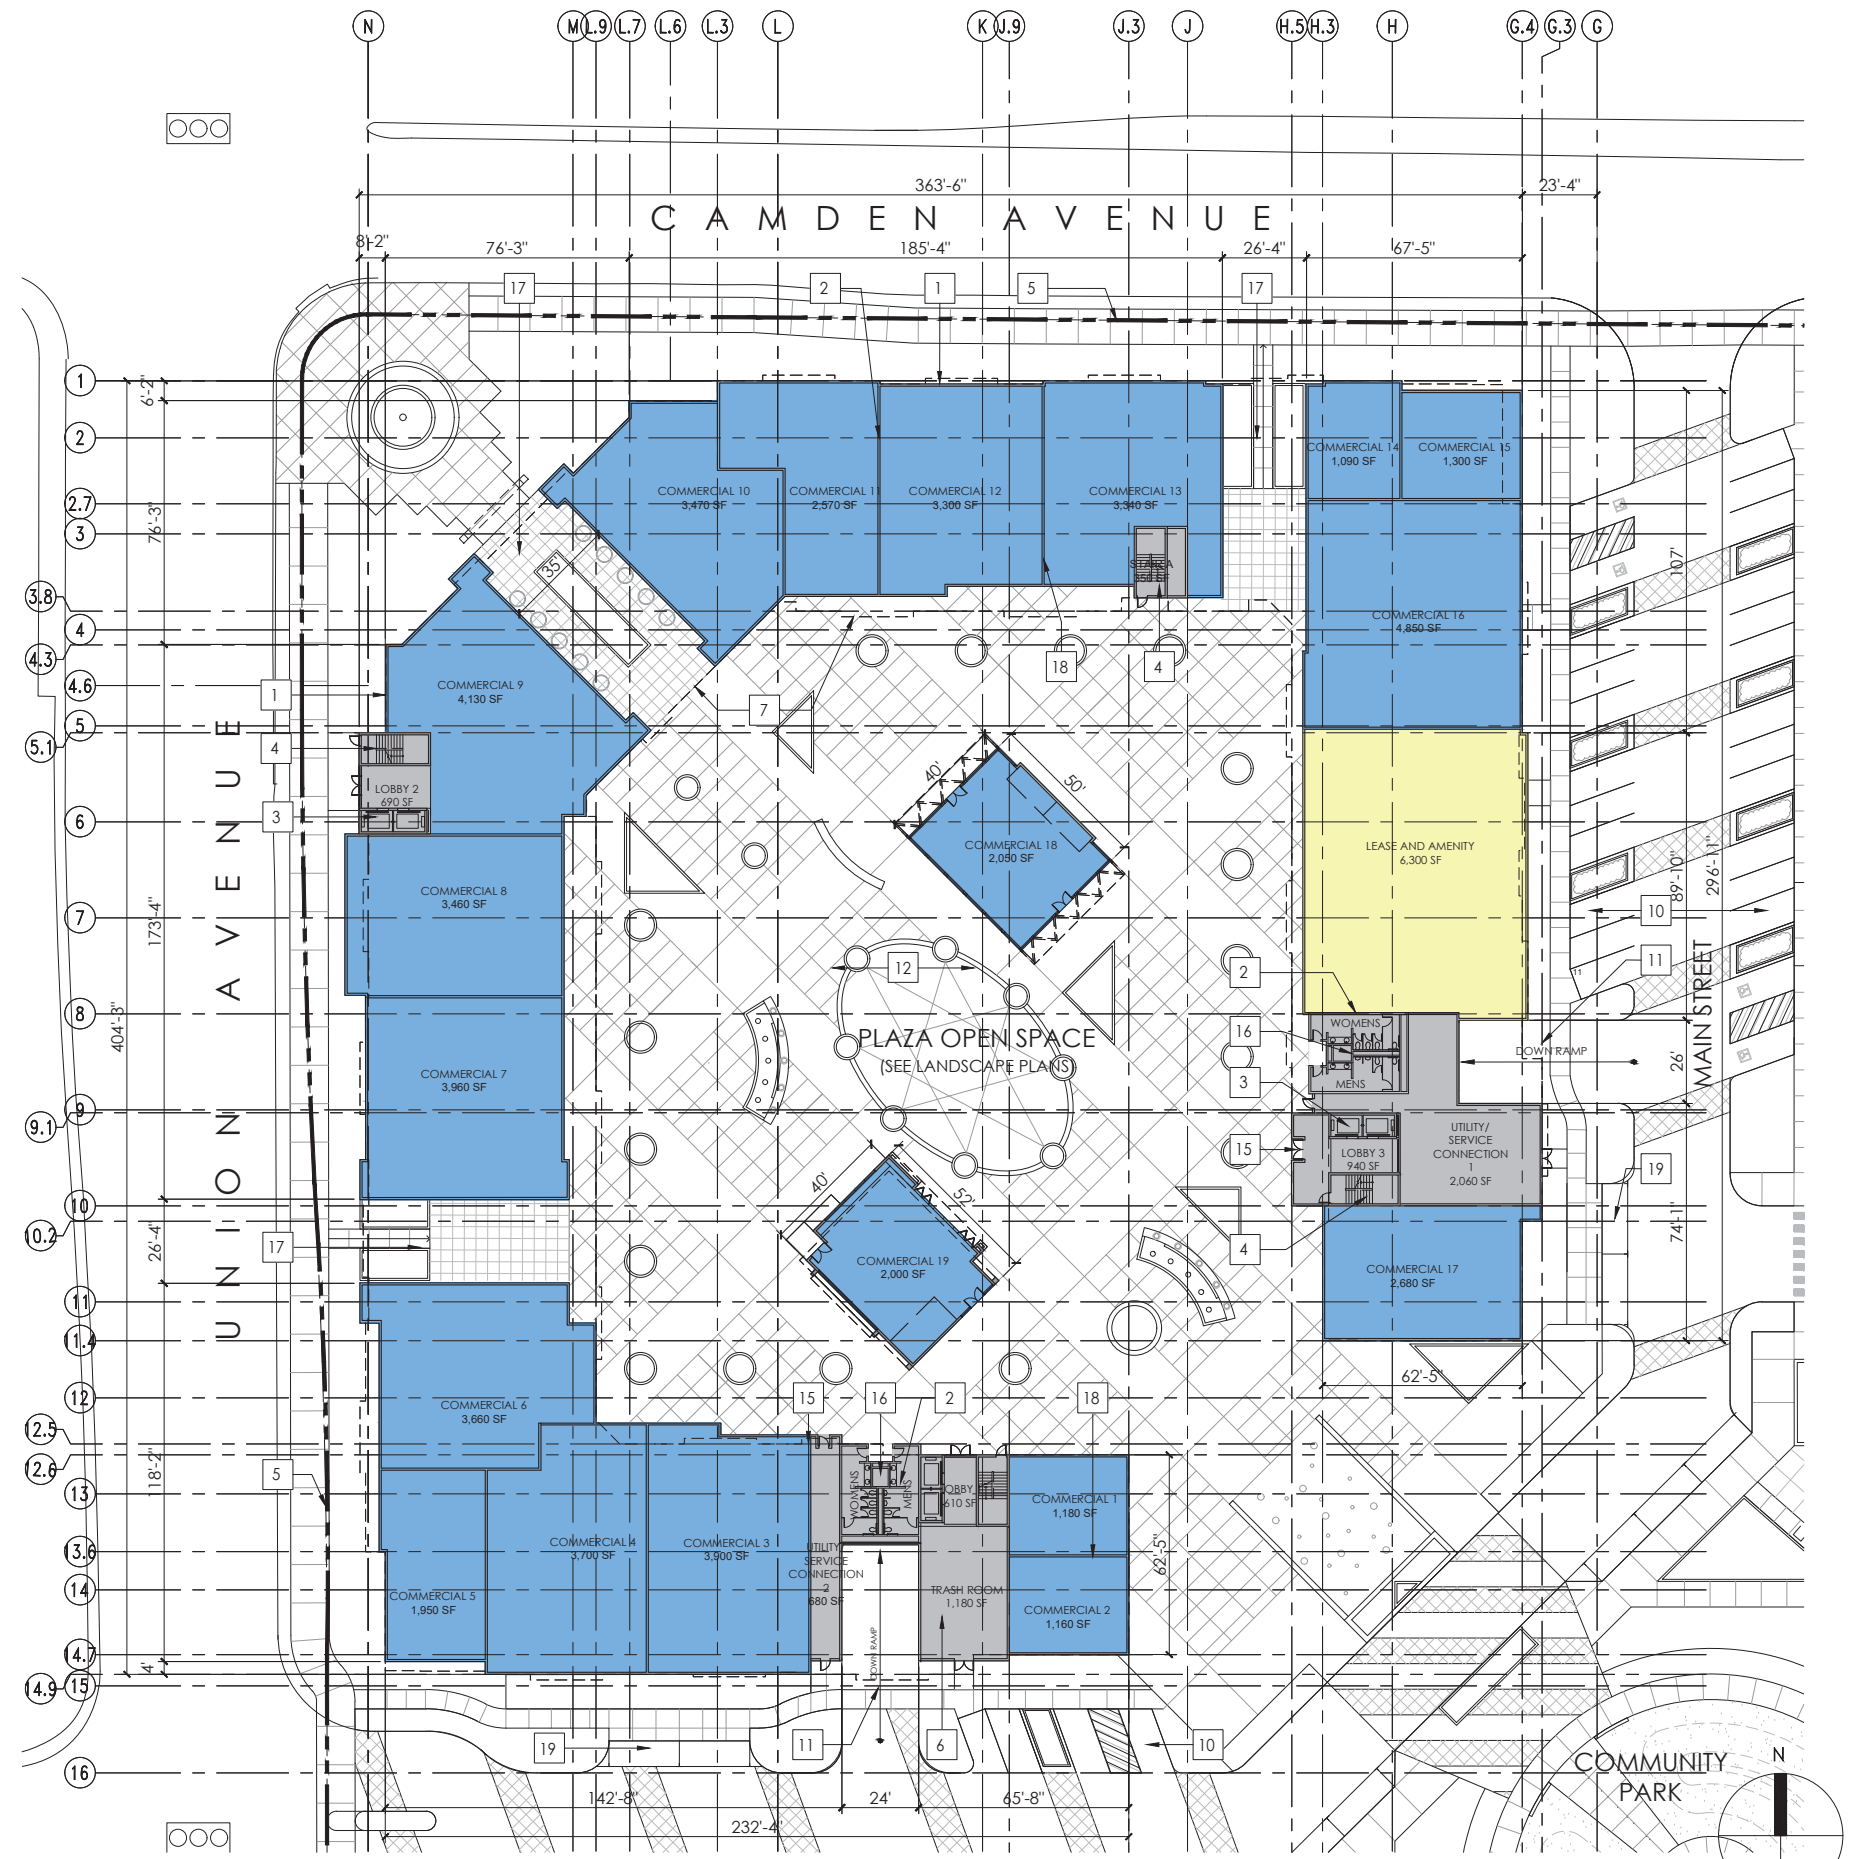 N M L.9 L.7 L.6 L.3 L K J.9 J.3 J H.5 H.3 H G.4 G.3 G
363'-6" 23'-4"
CAMDEN AVENUE
8'-2" 76'-3" 185'-4" 26'-4" 67'-5"
17 2 1 5 17
1
2
2.7
3
3.8
4
4.3
4.6
5
5.1
6
7
8
9
9.1
10
10.2
11
11.4
12
12.5
12.6
13
13.6
14
14.7
14.9
15
16
6'-2"
76'-3"
173'-4"
404'-3"
26'-4"
118'-2"
4'
UNION AVENUE
COMMERCIAL 10
3,470 SF
COMMERCIAL 11
2,570 SF
COMMERCIAL 12
3,300 SF
COMMERCIAL 13
3,340 SF
COMMERCIAL 14
1,090 SF
COMMERCIAL 15
1,300 SF
35'
18
4
7
COMMERCIAL 16
4,850 SF
107'
COMMERCIAL 9
4,130 SF
1
4
3
LOBBY 2
690 SF
40'
50'
COMMERCIAL 18
2,050 SF
LEASE AND AMENITY
6,300 SF
89'-10"
296'-11"
COMMERCIAL 8
3,460 SF
12
2
10
11
11
MAIN STREET
PLAZA OPEN SPACE
(SEE LANDSCAPE PLANS)
COMMERCIAL 7
3,960 SF
16
3
15
WOMENS
MENS
DOWN RAMP
26'
UTILITY/
SERVICE
CONNECTION
1
2,060 SF
LOBBY 3
940 SF
19
4
74'-11"
17
40'
52'
COMMERCIAL 19
2,000 SF
COMMERCIAL 17
2,680 SF
62'-5"
COMMERCIAL 6
3,660 SF
15
16
2
18
5
WOMENS
MENS
610 SF
COMMERCIAL 1
1,180 SF
COMMERCIAL 4
3,700 SF
COMMERCIAL 3
3,900 SF
UTILITY/
SERVICE
CONNECTION
2
680 SF
62'-5"
COMMERCIAL 5
1,950 SF
TRASH ROOM
1,180 SF
COMMERCIAL 2
1,160 SF
DOWN RAMP
19
11
6
10
142'-8" 24' 65'-8"
232'-4"
COMMUNITY
PARK
N